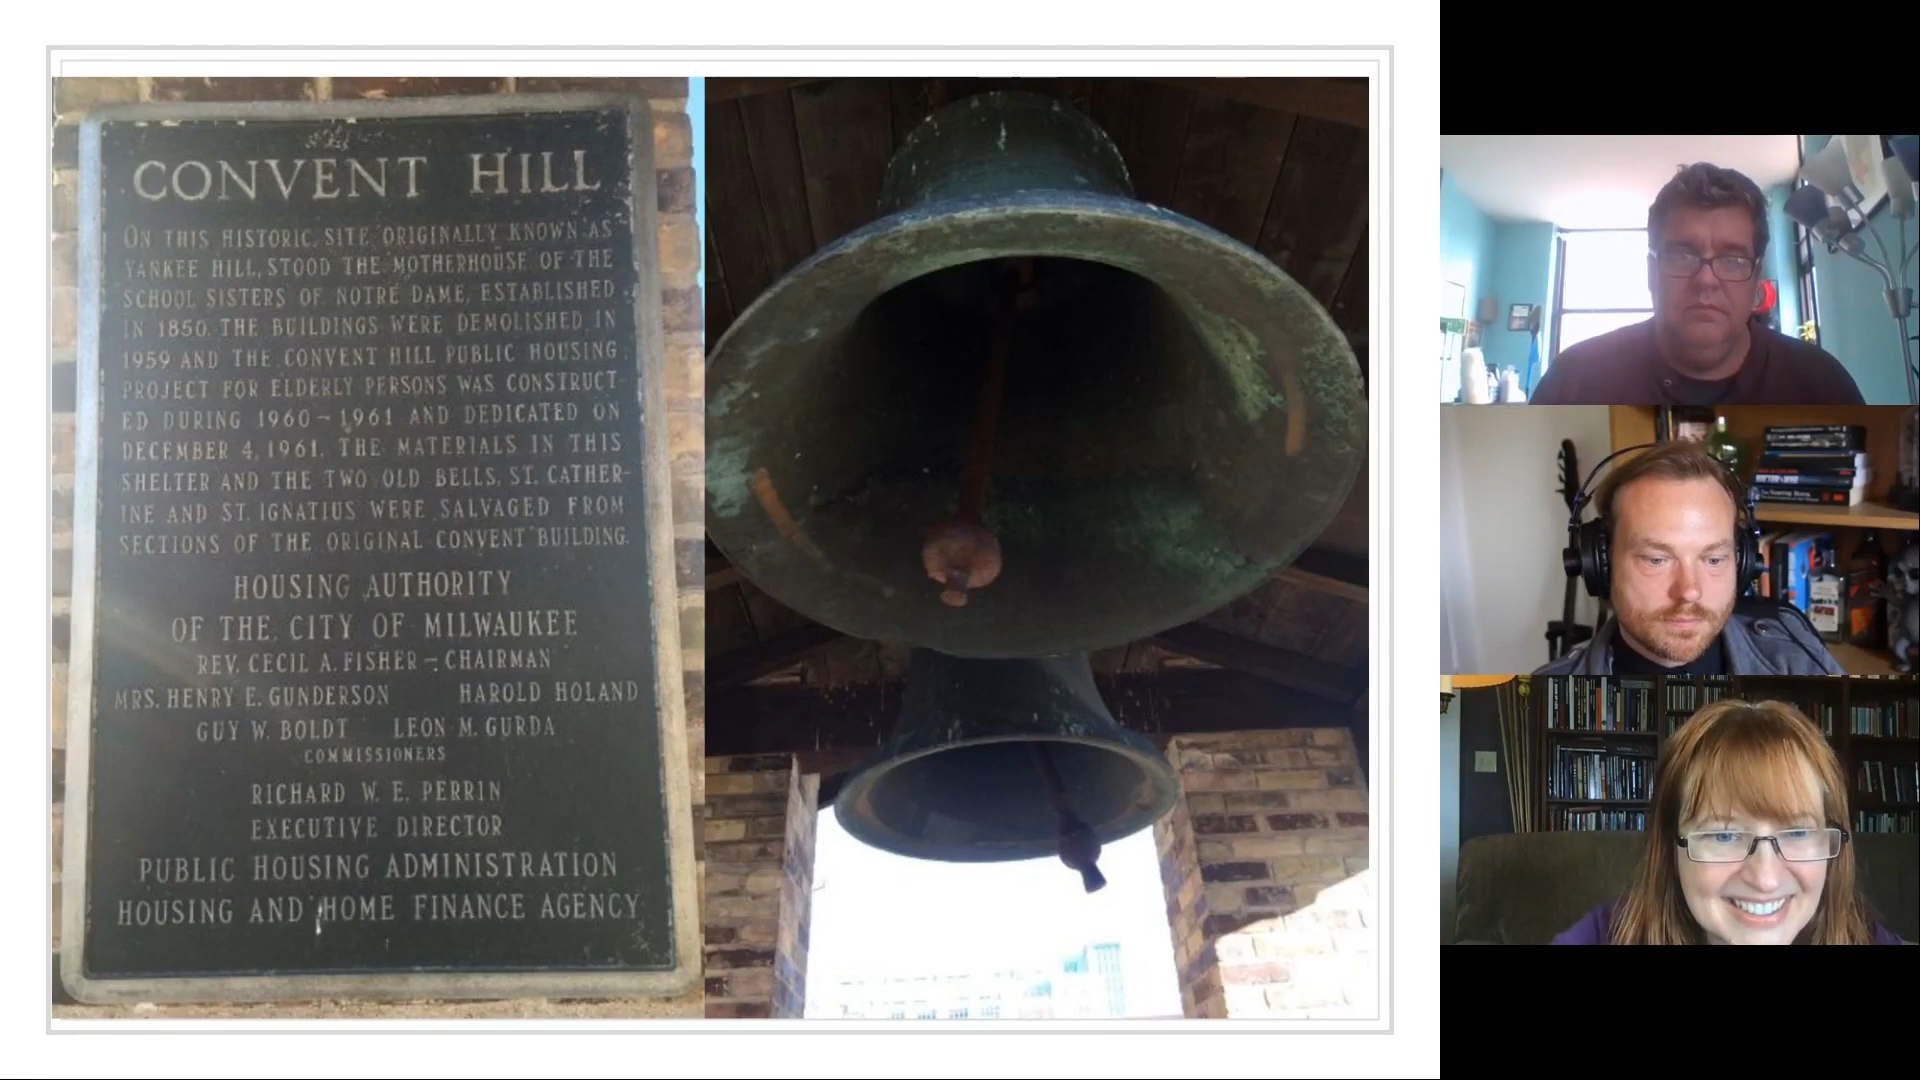 CONVENT HILL
ON THIS HISTORIC SITE ORIGINALLY KNOWN AS
YANKEE HILL, STOOD THE MOTHERHOUSE OF THE
SCHOOL SISTERS OF NOTRE DAME, ESTABLISHED
IN 1850. THE BUILDINGS WERE DEMOLISHED IN
1959 AND THE CONVENT HILL PUBLIC HOUSING
PROJECT FOR ELDERLY PERSONS WAS CONSTRUCT-
ED DURING 1960-1961 AND DEDICATED ON
DECEMBER 4, 1961. THE MATERIALS IN THIS
SHELTER AND THE TWO OLD BELLS, ST. CATHER-
INE AND ST. IGNATIUS WERE SALVAGED FROM
SECTIONS OF THE ORIGINAL CONVENT BUILDING.
HOUSING AUTHORITY
OF THE CITY OF MILWAUKEE
REV. CECIL A. FISHER - CHAIRMAN
MRS. HENRY E. GUNDERSON HAROLD HOLAND
GUY W. BOLDT LEON M. GURDA
COMMISSIONERS
RICHARD W. E. PERRIN
EXECUTIVE DIRECTOR
PUBLIC HOUSING ADMINISTRATION
HOUSING AND HOME FINANCE AGENCY